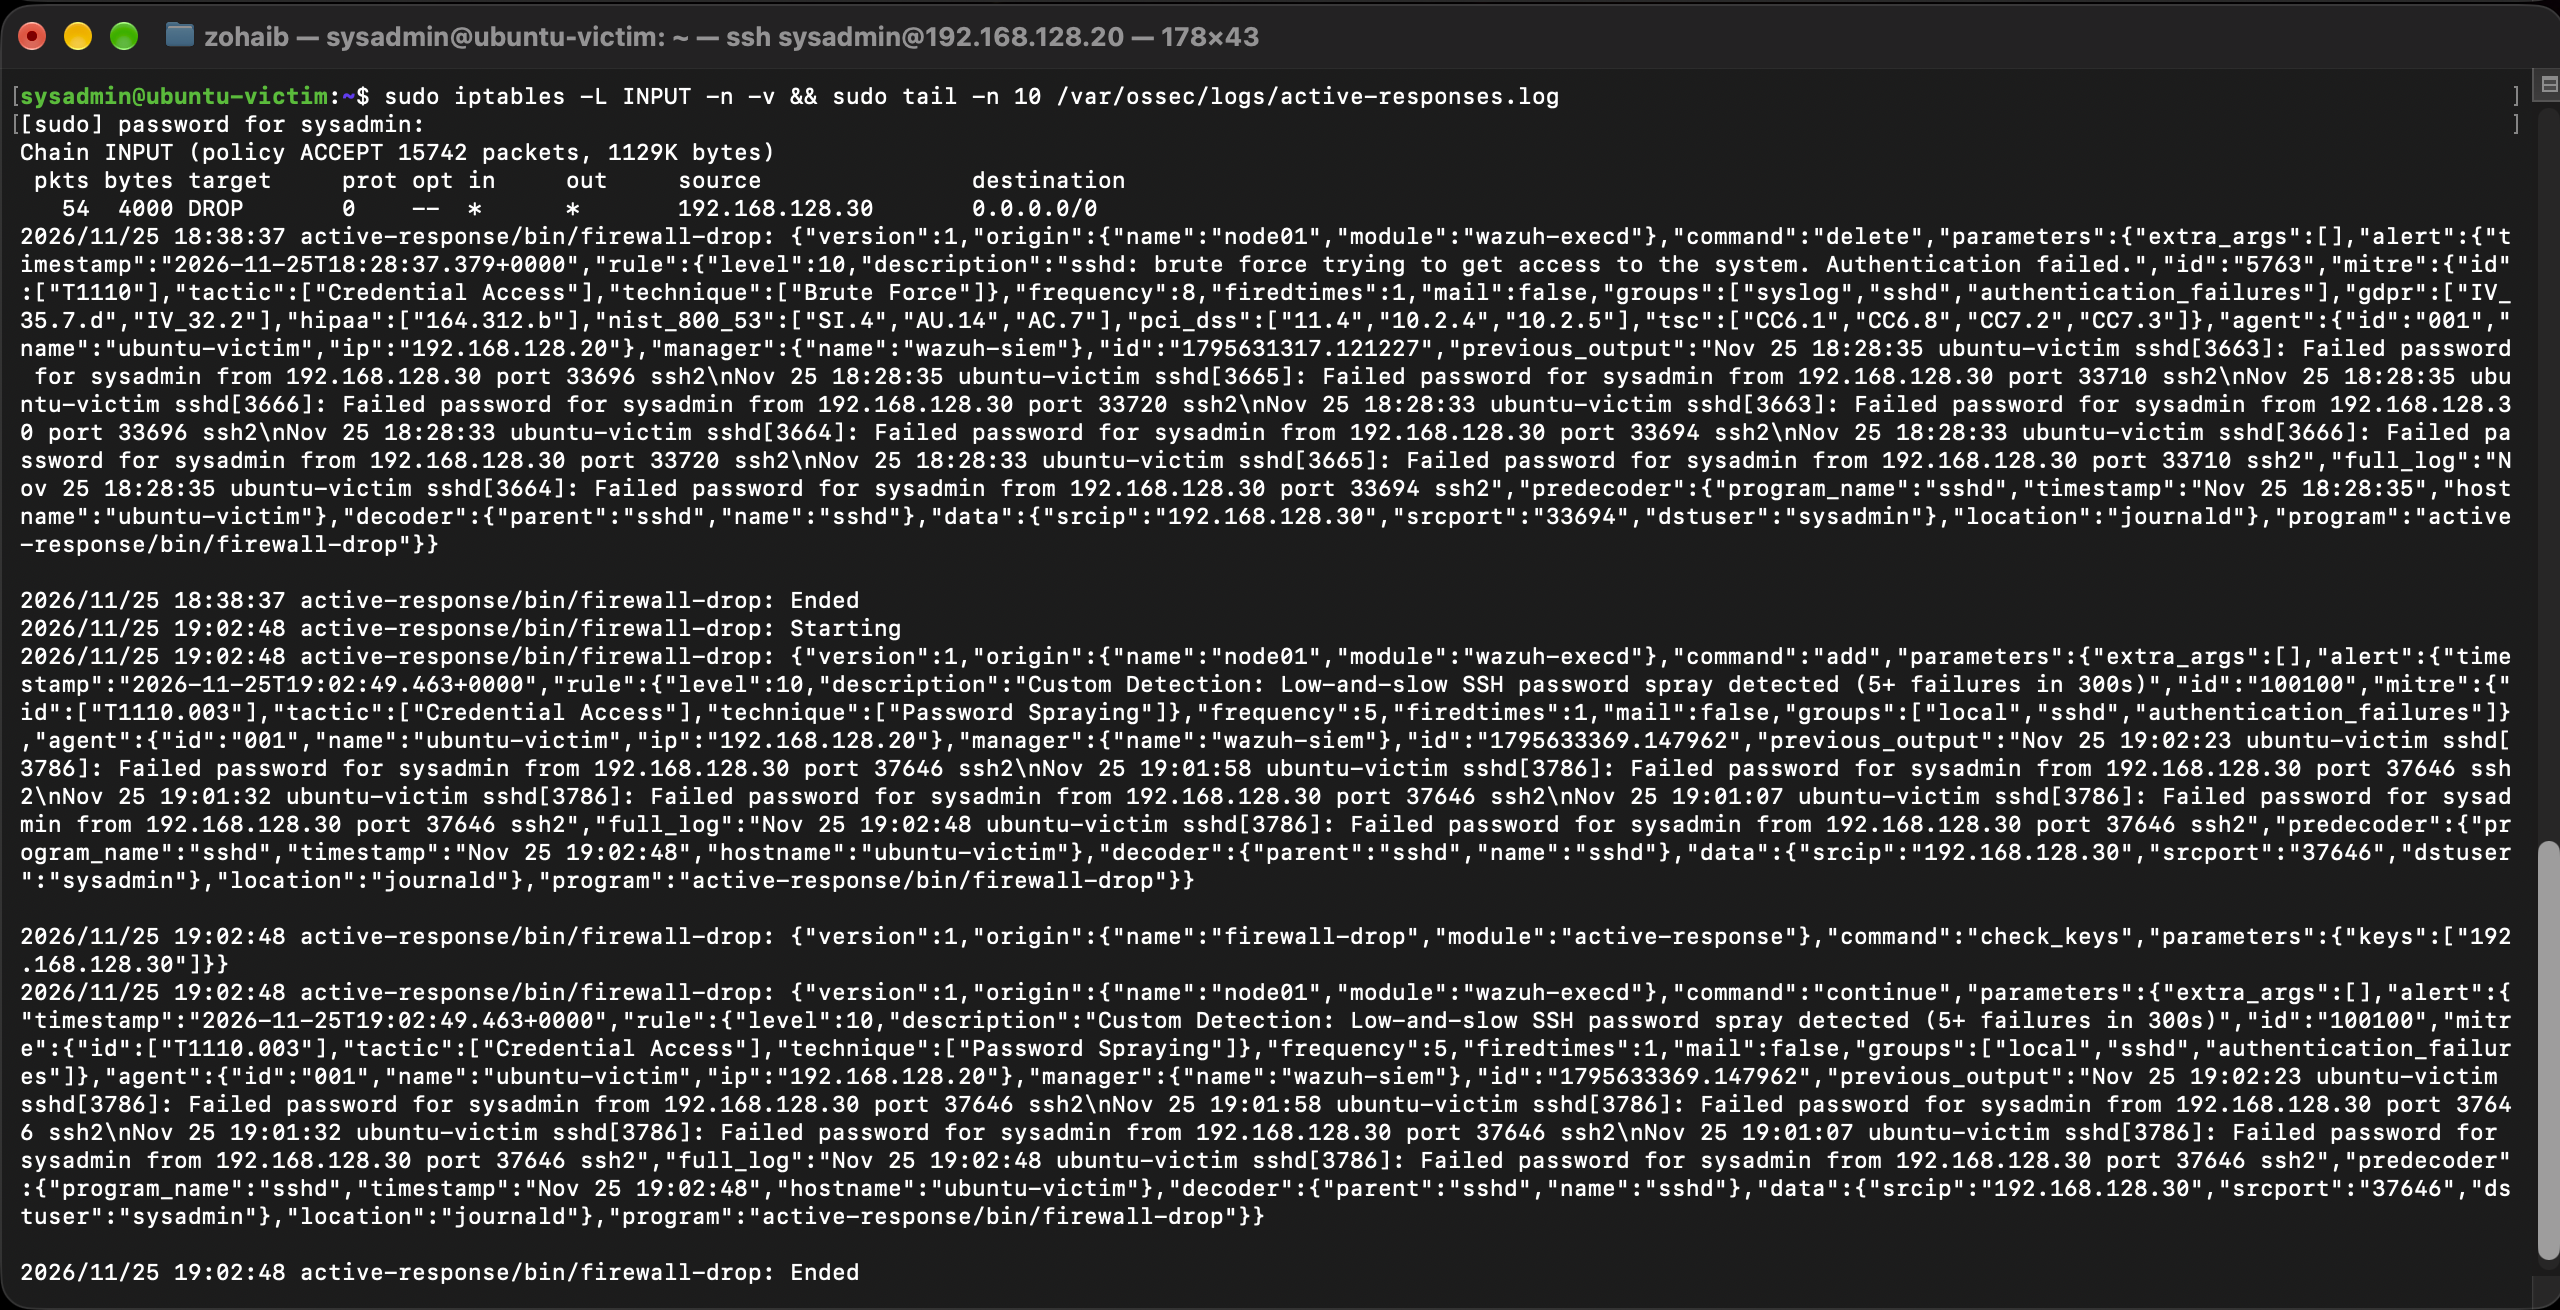 zohaib — sysadmin@ubuntu-victim: ~ — ssh sysadmin@192.168.128.20 — 178×43
[sysadmin@ubuntu-victim:~$ sudo iptables -L INPUT -n -v && sudo tail -n 10 /var/ossec/logs/active-responses.log ]
[[sudo] password for sysadmin: ]
Chain INPUT (policy ACCEPT 15742 packets, 1129K bytes)
 pkts bytes target     prot opt in     out     source               destination
   54  4000 DROP       0    --  *      *       192.168.128.30       0.0.0.0/0
2026/11/25 18:38:37 active-response/bin/firewall-drop: {"version":1,"origin":{"name":"node01","module":"wazuh-execd"},"command":"delete","parameters":{"extra_args":[],"alert":{"t
imestamp":"2026-11-25T18:28:37.379+0000","rule":{"level":10,"description":"sshd: brute force trying to get access to the system. Authentication failed.","id":"5763","mitre":{"id"
:["T1110"],"tactic":["Credential Access"],"technique":["Brute Force"]},"frequency":8,"firedtimes":1,"mail":false,"groups":["syslog","sshd","authentication_failures"],"gdpr":["IV_
35.7.d","IV_32.2"],"hipaa":["164.312.b"],"nist_800_53":["SI.4","AU.14","AC.7"],"pci_dss":["11.4","10.2.4","10.2.5"],"tsc":["CC6.1","CC6.8","CC7.2","CC7.3"]},"agent":{"id":"001","
name":"ubuntu-victim","ip":"192.168.128.20"},"manager":{"name":"wazuh-siem"},"id":"1795631317.121227","previous_output":"Nov 25 18:28:35 ubuntu-victim sshd[3663]: Failed password
 for sysadmin from 192.168.128.30 port 33696 ssh2\nNov 25 18:28:35 ubuntu-victim sshd[3665]: Failed password for sysadmin from 192.168.128.30 port 33710 ssh2\nNov 25 18:28:35 ubu
ntu-victim sshd[3666]: Failed password for sysadmin from 192.168.128.30 port 33720 ssh2\nNov 25 18:28:33 ubuntu-victim sshd[3663]: Failed password for sysadmin from 192.168.128.3
0 port 33696 ssh2\nNov 25 18:28:33 ubuntu-victim sshd[3664]: Failed password for sysadmin from 192.168.128.30 port 33694 ssh2\nNov 25 18:28:33 ubuntu-victim sshd[3666]: Failed pa
ssword for sysadmin from 192.168.128.30 port 33720 ssh2\nNov 25 18:28:33 ubuntu-victim sshd[3665]: Failed password for sysadmin from 192.168.128.30 port 33710 ssh2","full_log":"N
ov 25 18:28:35 ubuntu-victim sshd[3664]: Failed password for sysadmin from 192.168.128.30 port 33694 ssh2","predecoder":{"program_name":"sshd","timestamp":"Nov 25 18:28:35","host
name":"ubuntu-victim"},"decoder":{"parent":"sshd","name":"sshd"},"data":{"srcip":"192.168.128.30","srcport":"33694","dstuser":"sysadmin"},"location":"journald"},"program":"active
-response/bin/firewall-drop"}}
2026/11/25 18:38:37 active-response/bin/firewall-drop: Ended
2026/11/25 19:02:48 active-response/bin/firewall-drop: Starting
2026/11/25 19:02:48 active-response/bin/firewall-drop: {"version":1,"origin":{"name":"node01","module":"wazuh-execd"},"command":"add","parameters":{"extra_args":[],"alert":{"time
stamp":"2026-11-25T19:02:49.463+0000","rule":{"level":10,"description":"Custom Detection: Low-and-slow SSH password spray detected (5+ failures in 300s)","id":"100100","mitre":{"
id":["T1110.003"],"tactic":["Credential Access"],"technique":["Password Spraying"]},"frequency":5,"firedtimes":1,"mail":false,"groups":["local","sshd","authentication_failures"]}
,"agent":{"id":"001","name":"ubuntu-victim","ip":"192.168.128.20"},"manager":{"name":"wazuh-siem"},"id":"1795633369.147962","previous_output":"Nov 25 19:02:23 ubuntu-victim sshd[
3786]: Failed password for sysadmin from 192.168.128.30 port 37646 ssh2\nNov 25 19:01:58 ubuntu-victim sshd[3786]: Failed password for sysadmin from 192.168.128.30 port 37646 ssh
2\nNov 25 19:01:32 ubuntu-victim sshd[3786]: Failed password for sysadmin from 192.168.128.30 port 37646 ssh2\nNov 25 19:01:07 ubuntu-victim sshd[3786]: Failed password for sysad
min from 192.168.128.30 port 37646 ssh2","full_log":"Nov 25 19:02:48 ubuntu-victim sshd[3786]: Failed password for sysadmin from 192.168.128.30 port 37646 ssh2","predecoder":{"pr
ogram_name":"sshd","timestamp":"Nov 25 19:02:48","hostname":"ubuntu-victim"},"decoder":{"parent":"sshd","name":"sshd"},"data":{"srcip":"192.168.128.30","srcport":"37646","dstuser
":"sysadmin"},"location":"journald"},"program":"active-response/bin/firewall-drop"}}
2026/11/25 19:02:48 active-response/bin/firewall-drop: {"version":1,"origin":{"name":"firewall-drop","module":"active-response"},"command":"check_keys","parameters":{"keys":["192
.168.128.30"]}}
2026/11/25 19:02:48 active-response/bin/firewall-drop: {"version":1,"origin":{"name":"node01","module":"wazuh-execd"},"command":"continue","parameters":{"extra_args":[],"alert":{
"timestamp":"2026-11-25T19:02:49.463+0000","rule":{"level":10,"description":"Custom Detection: Low-and-slow SSH password spray detected (5+ failures in 300s)","id":"100100","mitr
e":{"id":["T1110.003"],"tactic":["Credential Access"],"technique":["Password Spraying"]},"frequency":5,"firedtimes":1,"mail":false,"groups":["local","sshd","authentication_failur
es"]},"agent":{"id":"001","name":"ubuntu-victim","ip":"192.168.128.20"},"manager":{"name":"wazuh-siem"},"id":"1795633369.147962","previous_output":"Nov 25 19:02:23 ubuntu-victim 
sshd[3786]: Failed password for sysadmin from 192.168.128.30 port 37646 ssh2\nNov 25 19:01:58 ubuntu-victim sshd[3786]: Failed password for sysadmin from 192.168.128.30 port 3764
6 ssh2\nNov 25 19:01:32 ubuntu-victim sshd[3786]: Failed password for sysadmin from 192.168.128.30 port 37646 ssh2\nNov 25 19:01:07 ubuntu-victim sshd[3786]: Failed password for 
sysadmin from 192.168.128.30 port 37646 ssh2","full_log":"Nov 25 19:02:48 ubuntu-victim sshd[3786]: Failed password for sysadmin from 192.168.128.30 port 37646 ssh2","predecoder"
:{"program_name":"sshd","timestamp":"Nov 25 19:02:48","hostname":"ubuntu-victim"},"decoder":{"parent":"sshd","name":"sshd"},"data":{"srcip":"192.168.128.30","srcport":"37646","ds
tuser":"sysadmin"},"location":"journald"},"program":"active-response/bin/firewall-drop"}}
2026/11/25 19:02:48 active-response/bin/firewall-drop: Ended